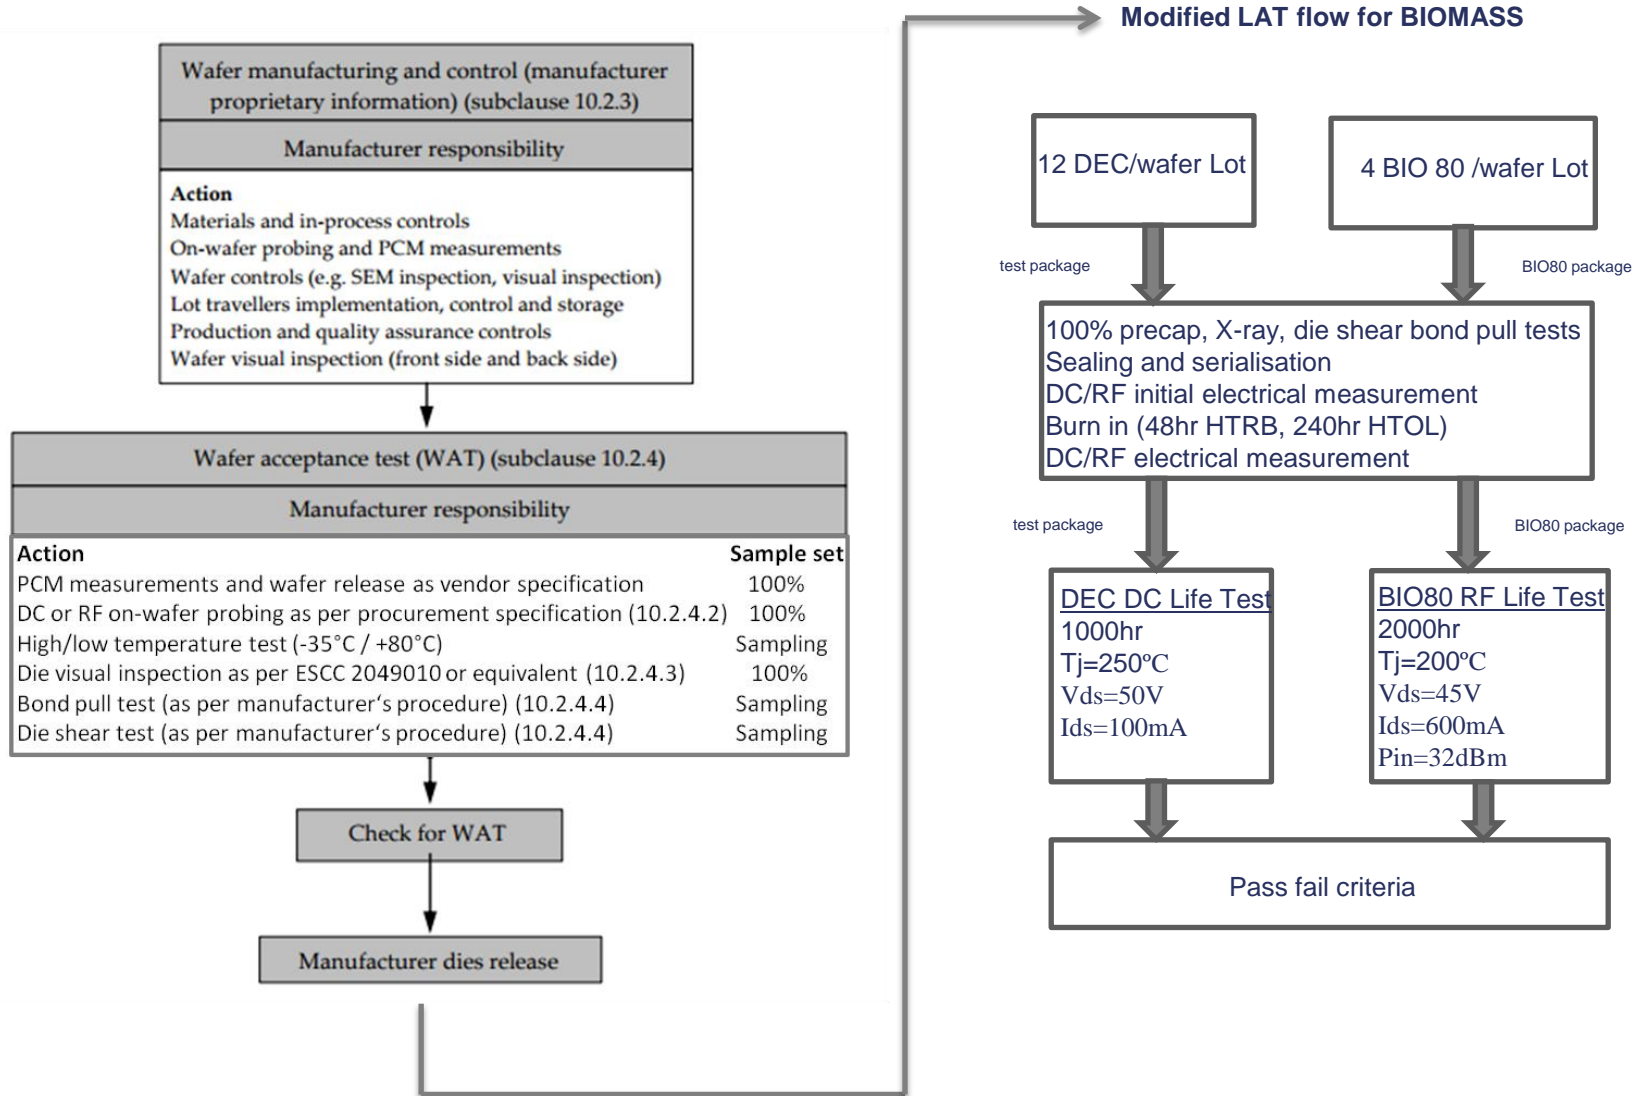 Modified LAT flow for BIOMASS
Wafer manufacturing and control (manufacturer
proprietary information) (subclause 10.2.3)
Manufacturer responsibility
Action
Materials and in-process controls
On-wafer probing and PCM measurements
Wafer controls (e.g. SEM inspection, visual inspection)
Lot travellers implementation, control and storage
Production and quality assurance controls
Wafer visual inspection (front side and back side)
Wafer acceptance test (WAT) (subclause 10.2.4)
Manufacturer responsibility
Action Sample set
PCM measurements and wafer release as vendor specification 100%
DC or RF on-wafer probing as per procurement specification (10.2.4.2) 100%
High/low temperature test (-35°C / +80°C) Sampling
Die visual inspection as per ESCC 2049010 or equivalent (10.2.4.3) 100%
Bond pull test (as per manufacturer‘s procedure) (10.2.4.4) Sampling
Die shear test (as per manufacturer‘s procedure) (10.2.4.4) Sampling
Check for WAT
Manufacturer dies release
12 DEC/wafer Lot
4 BIO 80 /wafer Lot
test package
BIO80 package
100% precap, X-ray, die shear bond pull tests
Sealing and serialisation
DC/RF initial electrical measurement
Burn in (48hr HTRB, 240hr HTOL)
DC/RF electrical measurement
test package
BIO80 package
DEC DC Life Test
1000hr
Tj=250ºC
Vds=50V
Ids=100mA
BIO80 RF Life Test
2000hr
Tj=200ºC
Vds=45V
Ids=600mA
Pin=32dBm
Pass fail criteria